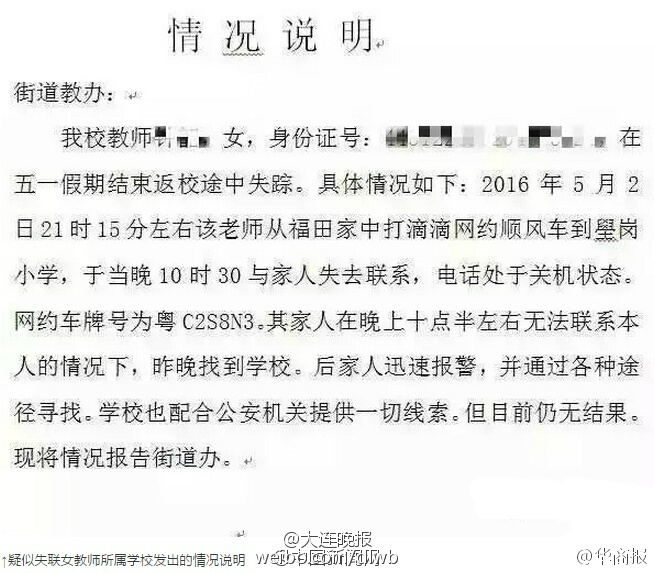 情况说明
街道教办：
我校教师 女，身份证号： 在
五一假期结束返校途中失踪。具体情况如下：2016 年 5 月 2
日 21 时 15 分左右该老师从福田家中打滴滴网约顺风车到塱岗
小学，于当晚 10 时 30 与家人失去联系，电话处于关机状态。
网约车牌号为粤 C2S8N3。其家人在晚上十点半左右无法联系本
人的情况下，昨晚找到学校。后家人迅速报警，并通过各种途
径寻找。学校也配合公安机关提供一切线索。但目前仍无结果。
现将情况报告街道办。
@大连晚报
↑疑似失联女教师所属学校发出的情况说明
@中国新闻网
@华商报